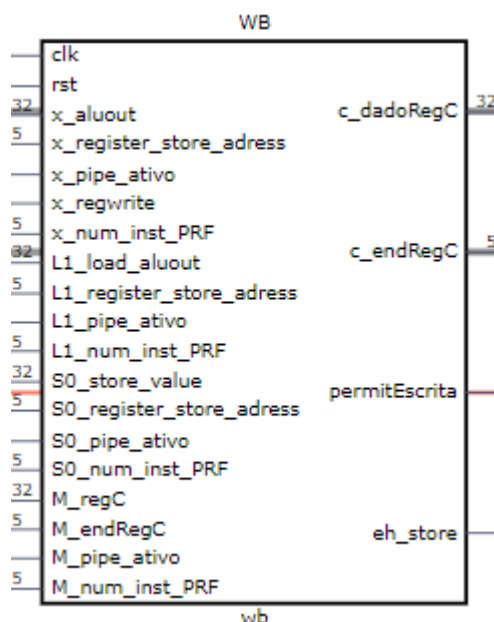 WB
clk
rst
32 x_aluout c_dadoRegC 32
5 x_register_store_adress
x_pipe_ativo
x_regwrite
5 x_num_inst_PRF c_endRegC 5
32 L1_load_aluout
5 L1_register_store_adress
L1_pipe_ativo
5 L1_num_inst_PRF
32 S0_store_value permitEscrita
5 S0_register_store_adress
S0_pipe_ativo
5 S0_num_inst_PRF
32 M_regC
5 M_endRegC eh_store
M_pipe_ativo
5 M_num_inst_PRF
wb